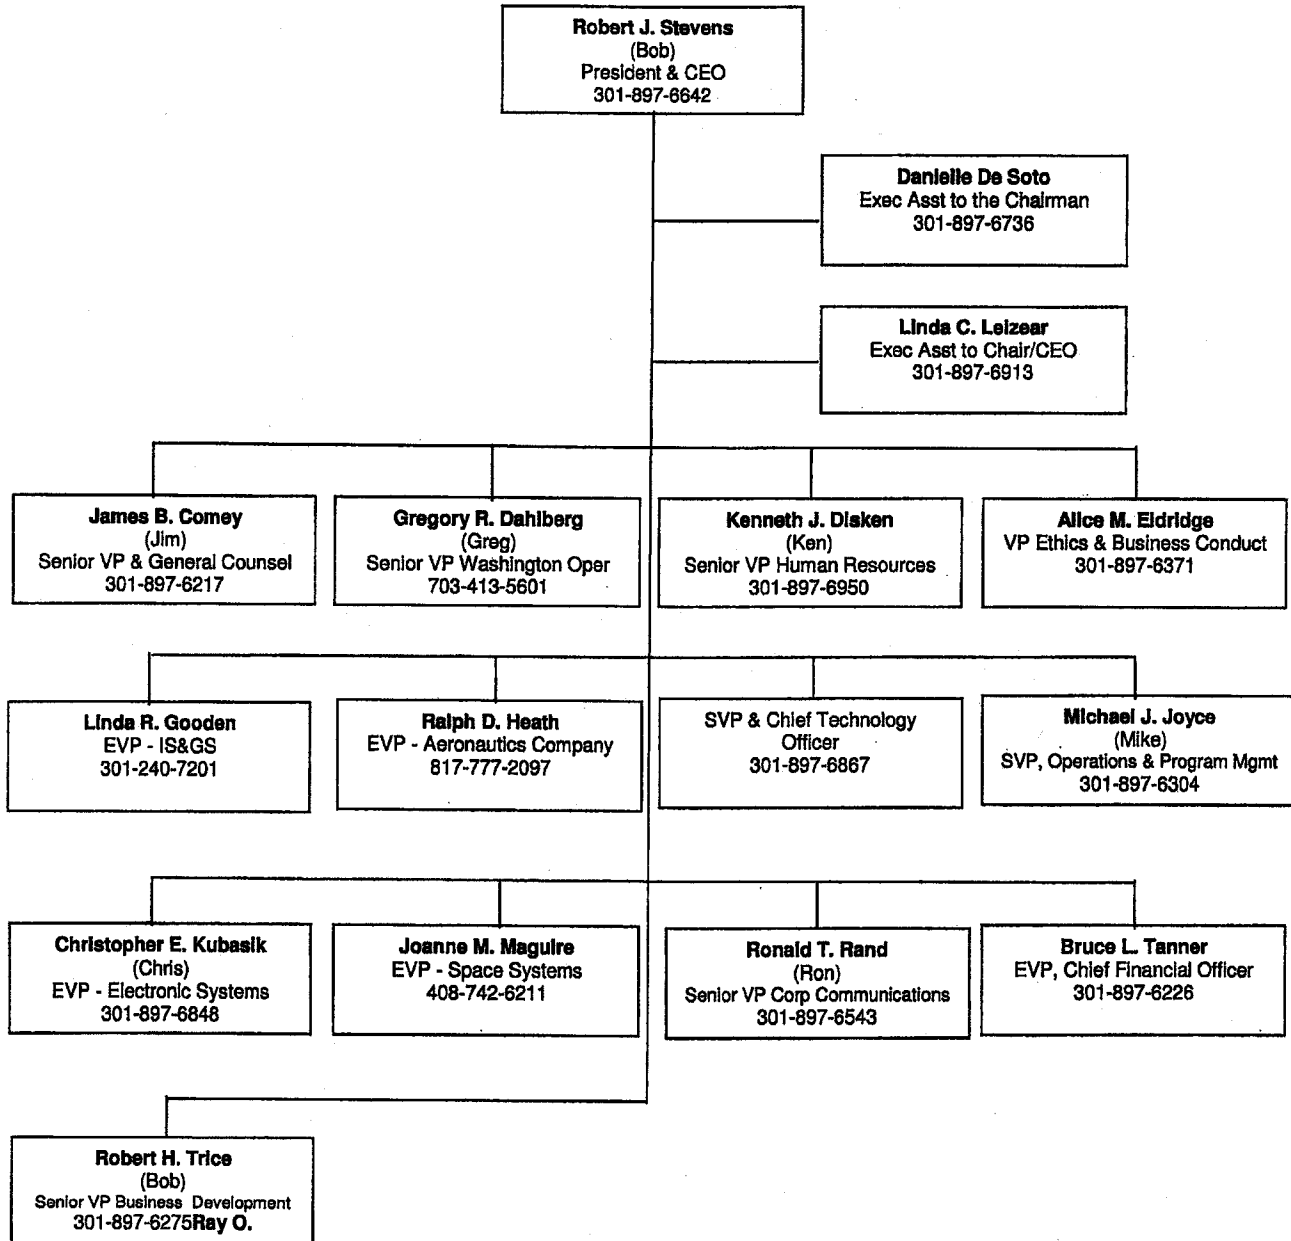 Robert J. Stevens
(Bob)
President & CEO
301-897-6642
Danielle De Soto
Exec Asst to the Chairman
301-897-6736
Linda C. Leizear
Exec Asst to Chair/CEO
301-897-6913
James B. Comey
(Jim)
Senior VP & General Counsel
301-897-6217
Gregory R. Dahlberg
(Greg)
Senior VP Washington Oper
703-413-5601
Kenneth J. Disken
(Ken)
Senior VP Human Resources
301-897-6950
Alice M. Eldridge
VP Ethics & Business Conduct
301-897-6371
Linda R. Gooden
EVP - IS&GS
301-240-7201
Ralph D. Heath
EVP - Aeronautics Company
817-777-2097
SVP & Chief Technology
Officer
301-897-6867
Michael J. Joyce
(Mike)
SVP, Operations & Program Mgmt
301-897-6304
Christopher E. Kubasik
(Chris)
EVP - Electronic Systems
301-897-6848
Joanne M. Maguire
EVP - Space Systems
408-742-6211
Ronald T. Rand
(Ron)
Senior VP Corp Communications
301-897-6543
Bruce L. Tanner
EVP, Chief Financial Officer
301-897-6226
Robert H. Trice
(Bob)
Senior VP Business Development
301-897-6275Ray O.